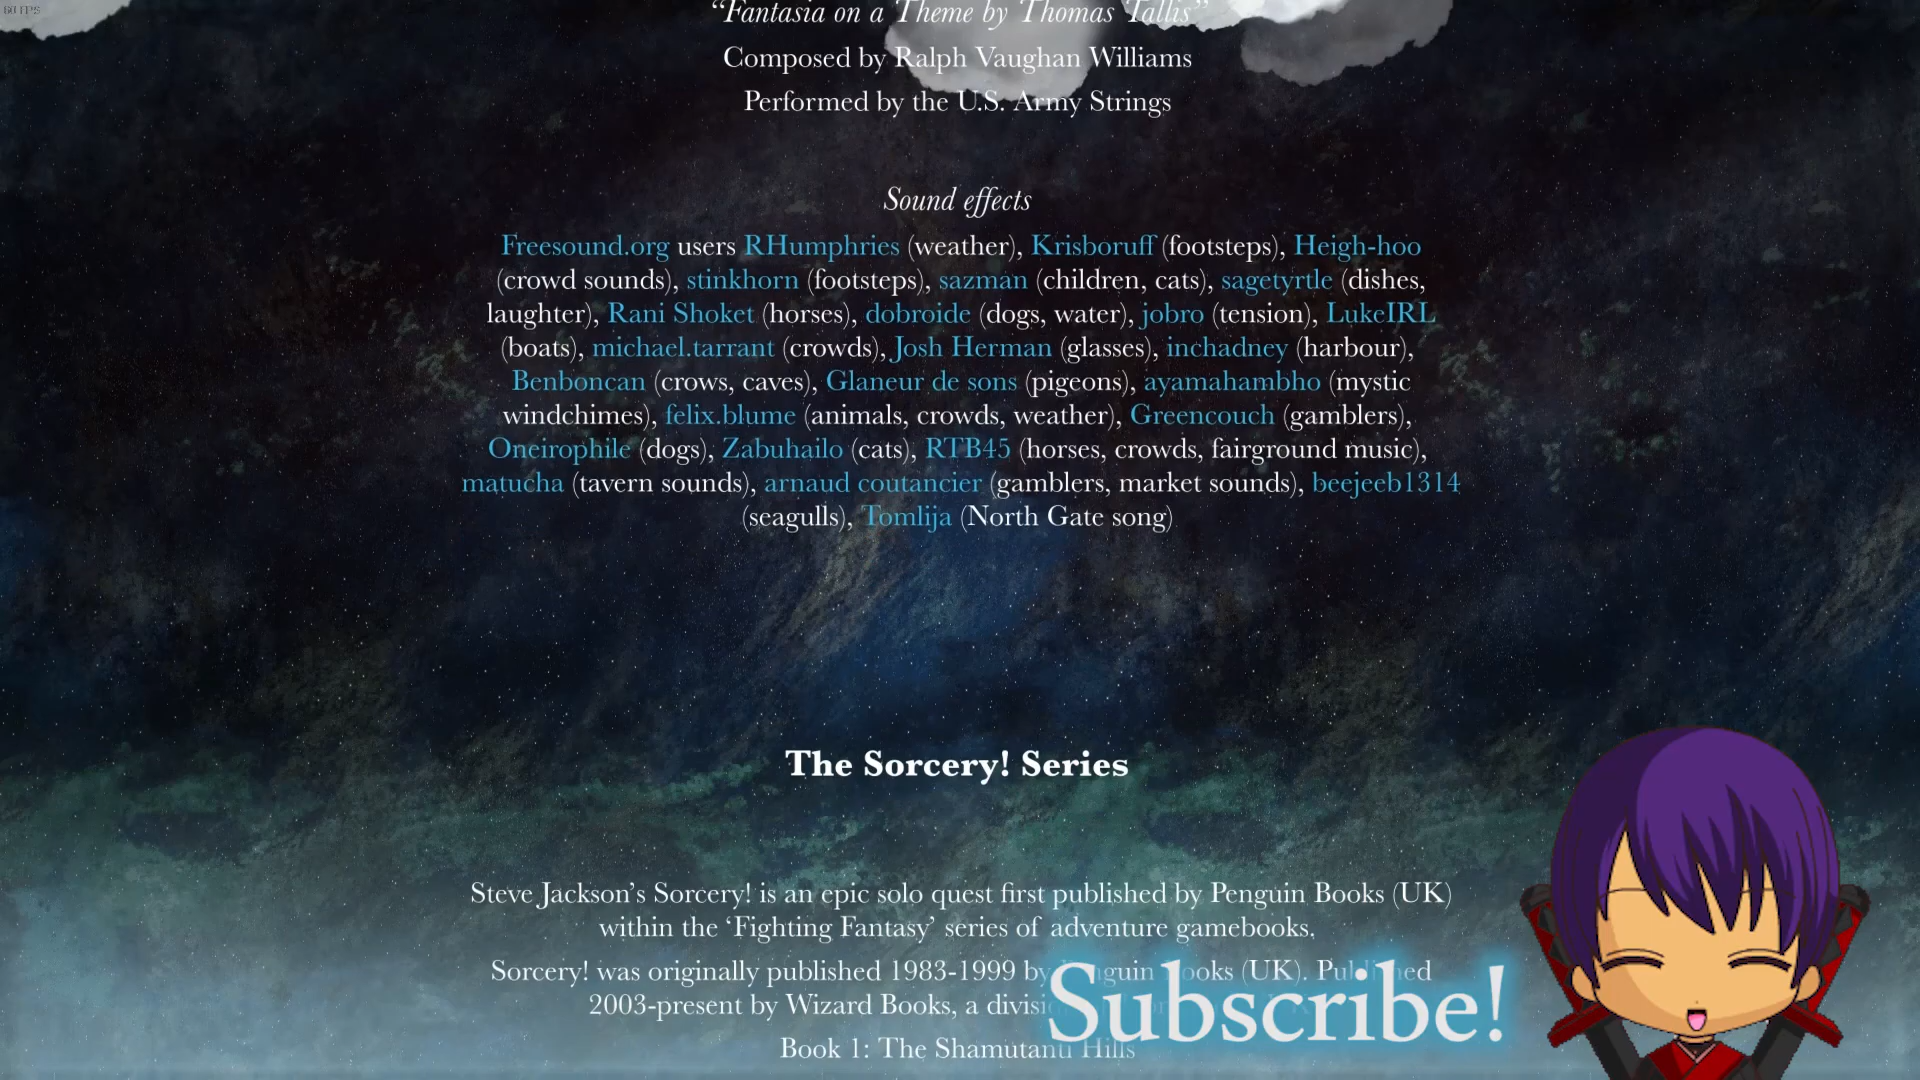 60 FPS
“Fantasia on a Theme by Thomas Tallis”
Composed by Ralph Vaughan Williams
Performed by the U.S. Army Strings
Sound effects
Freesound.org users RHumphries (weather), Krisboruff (footsteps), Heigh-hoo
(crowd sounds), stinkhorn (footsteps), sazman (children, cats), sagetyrtle (dishes,
laughter), Rani Shoket (horses), dobroide (dogs, water), jobro (tension), LukeIRL
(boats), michael.tarrant (crowds), Josh Herman (glasses), inchadney (harbour),
Benboncan (crows, caves), Glaneur de sons (pigeons), ayamahambho (mystic
windchimes), felix.blume (animals, crowds, weather), Greencouch (gamblers),
Oneirophile (dogs), Zabuhailo (cats), RTB45 (horses, crowds, fairground music),
matucha (tavern sounds), arnaud coutancier (gamblers, market sounds), beejeeb1314
(seagulls), Tomlija (North Gate song)
The Sorcery! Series
Steve Jackson’s Sorcery! is an epic solo quest first published by Penguin Books (UK)
within the ‘Fighting Fantasy’ series of adventure gamebooks.
Sorcery! was originally published 1983-1999 by Penguin Books (UK). Published
2003-present by Wizard Books, a
Subscribe!
Book 1: The Shamutanti Hills